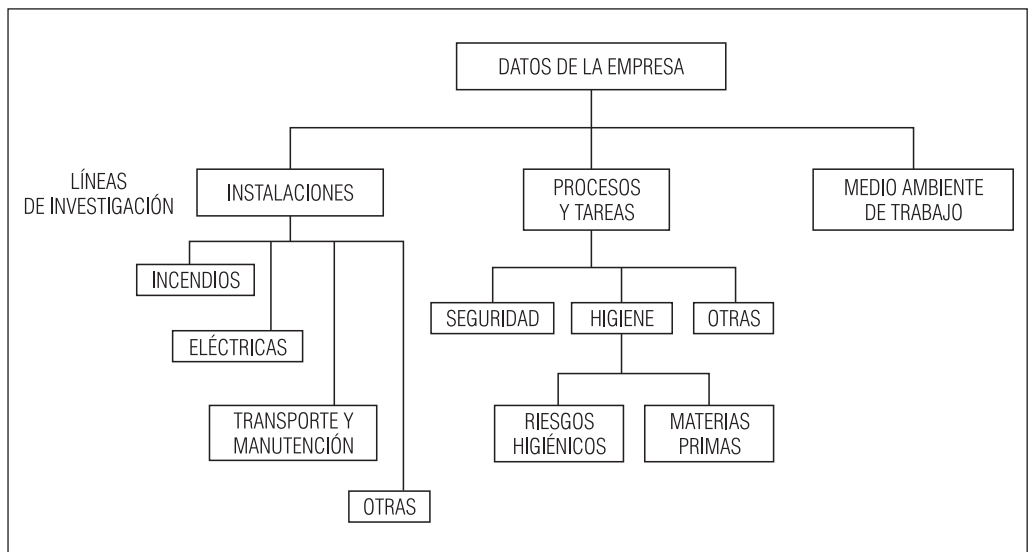 DATOS DE LA EMPRESA
LÍNEAS
DE INVESTIGACIÓN
INSTALACIONES
PROCESOS
Y TAREAS
MEDIO AMBIENTE
DE TRABAJO
INCENDIOS
ELÉCTRICAS
TRANSPORTE Y
MANUTENCIÓN
OTRAS
SEGURIDAD
HIGIENE
OTRAS
RIESGOS
HIGIÉNICOS
MATERIAS
PRIMAS